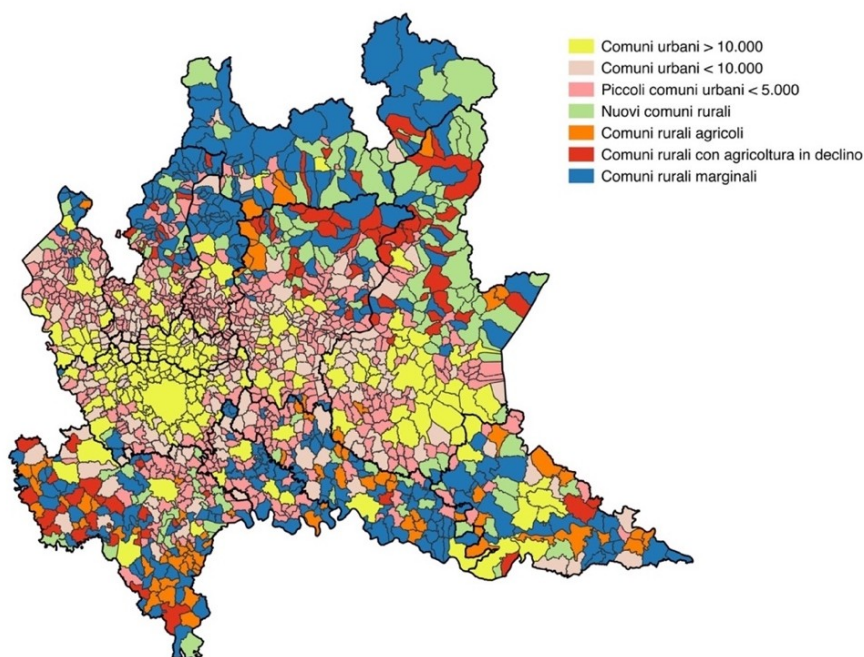 Comuni urbani > 10.000
Comuni urbani < 10.000
Piccoli comuni urbani < 5.000
Nuovi comuni rurali
Comuni rurali agricoli
Comuni rurali con agricoltura in declino
Comuni rurali marginali